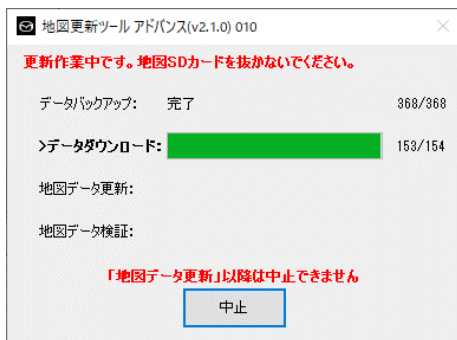 地図更新ツール アドバンス(v2.1.0) 010
更新作業中です。地図SDカードを抜かないでください。
データバックアップ: 完了 368/368
>データダウンロード: 153/154
地図データ更新:
地図データ検証:
「地図データ更新」以降は中止できません
中止